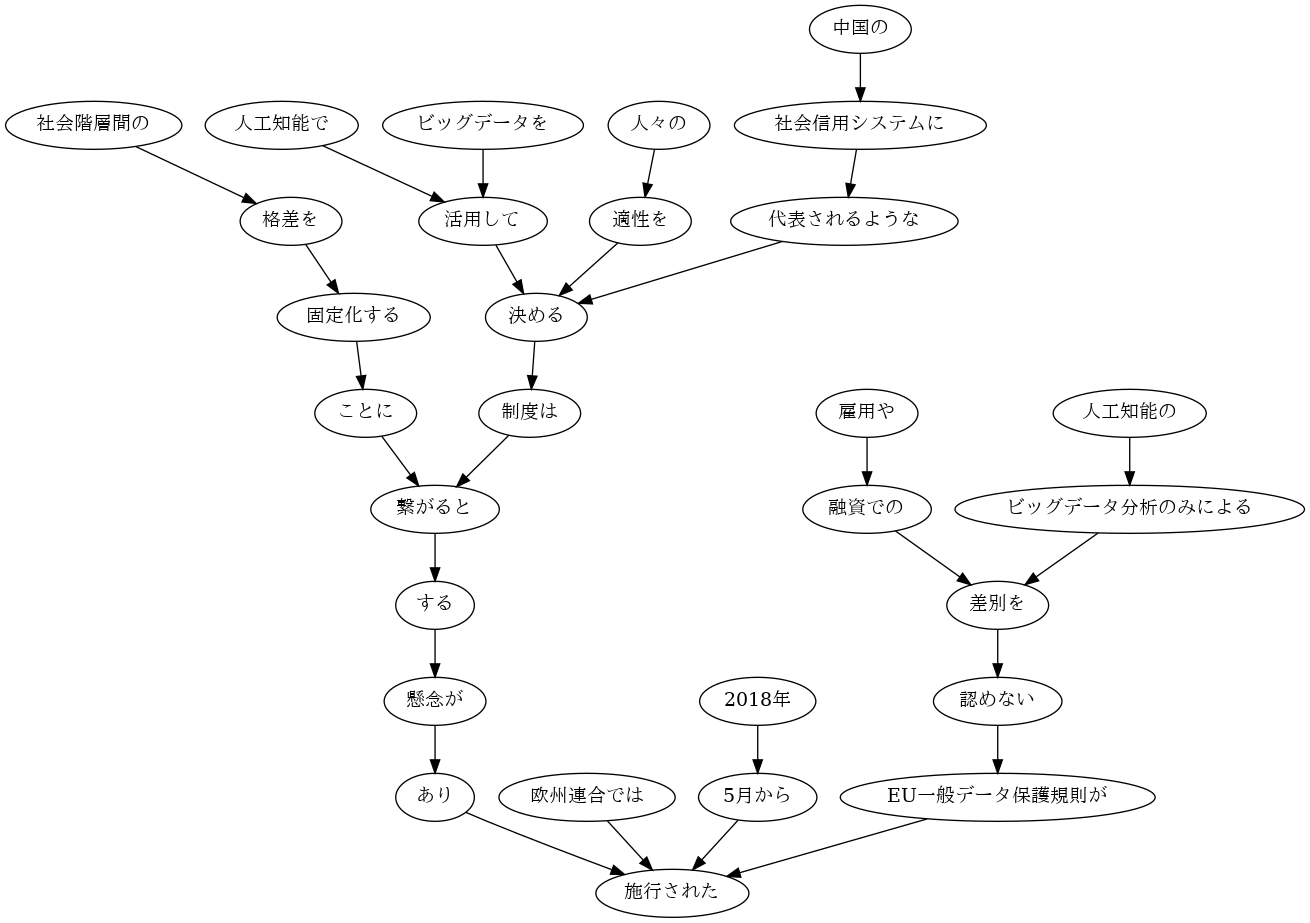 中国の
社会階層間の 人工知能で ビッグデータを 人々の 社会信用システムに
格差を 活用して 適性を 代表されるような
固定化する 決める
ことに 制度は 雇用や 人工知能の
繋がると 融資での ビッグデータ分析のみによる
する 差別を
懸念が 2018年 認めない
あり 欧州連合では 5月から EU一般データ保護規則が
施行された